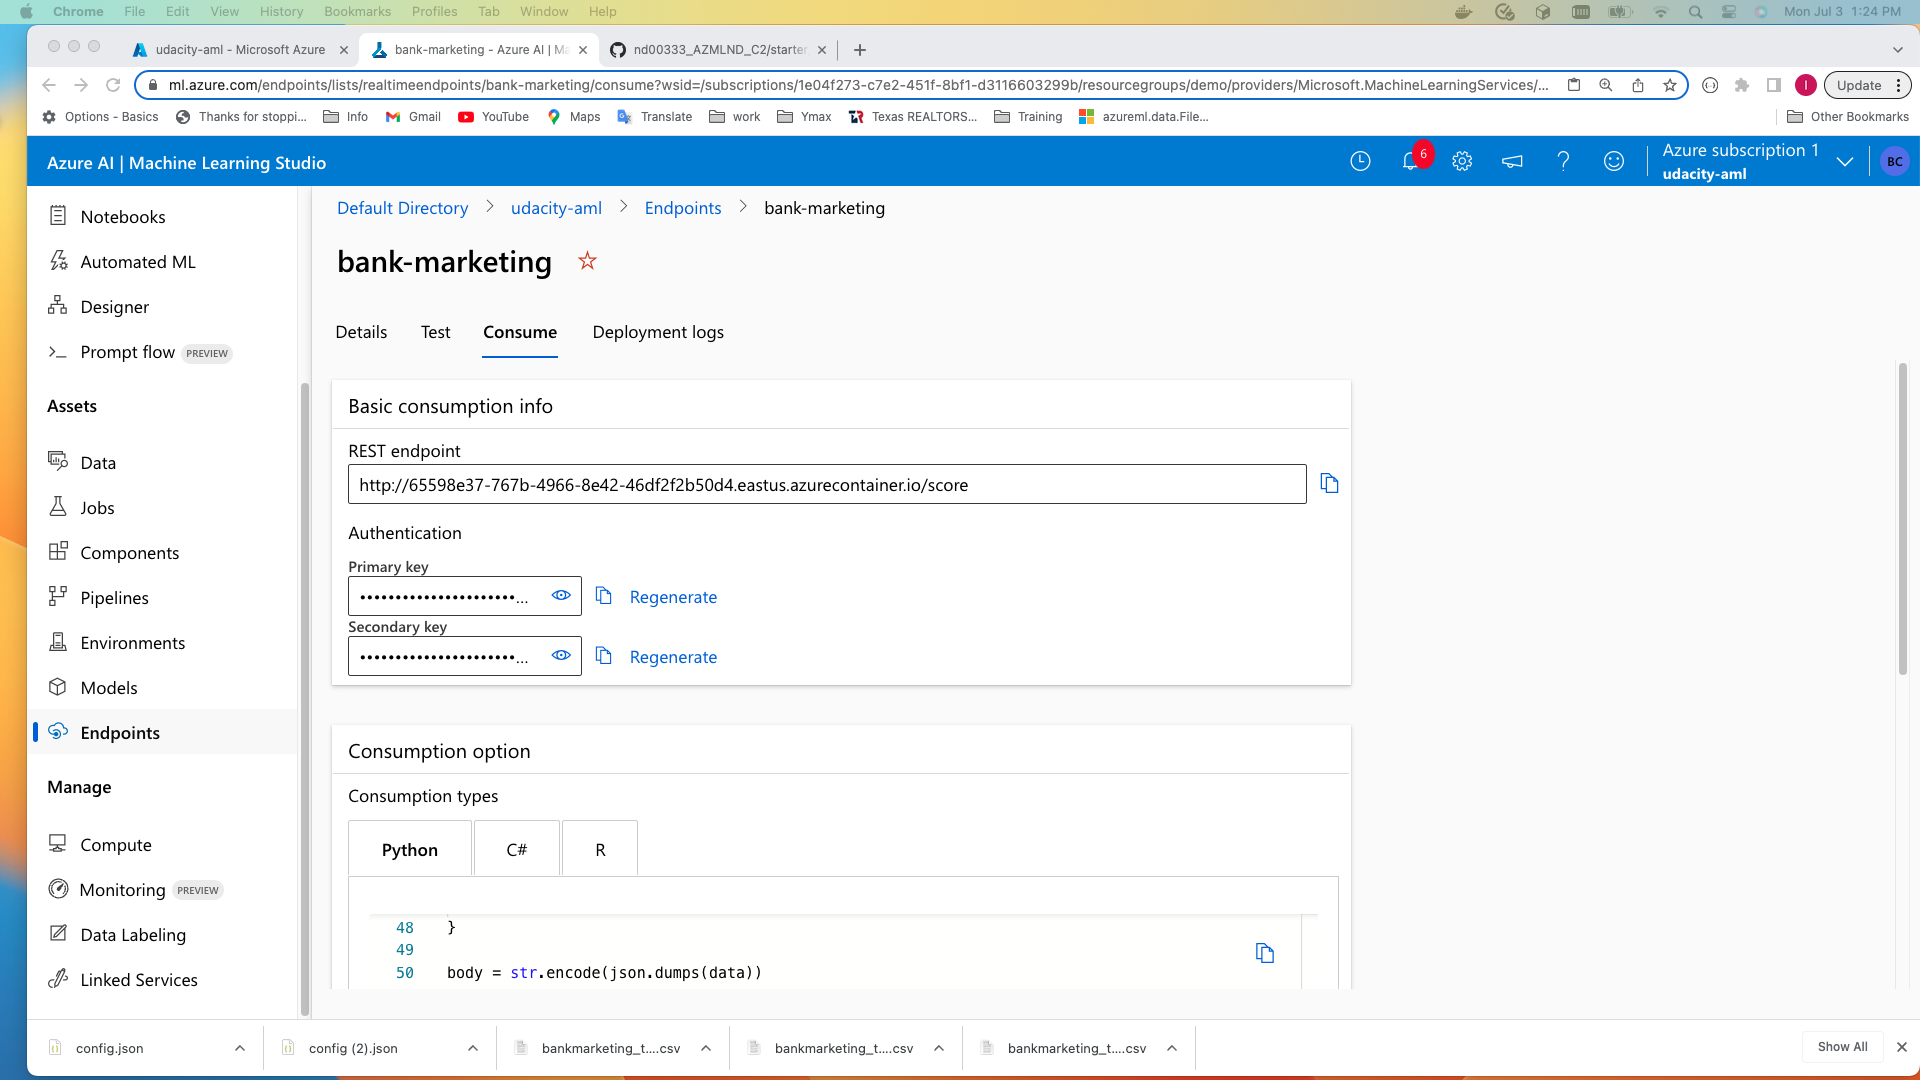 Chrome File Edit View History Bookmarks Profiles Tab Window Help Mon Jul 3 1:24 PM
udacity-aml - Microsoft Azure
bank-marketing - Azure AI | Ma
nd00333_AZMLND_C2/starter
ml.azure.com/endpoints/lists/realtimeendpoints/bank-marketing/consume?wsid=/subscriptions/1e04f273-c7e2-451f-8bf1-d3116603299b/resourcegroups/demo/providers/Microsoft.MachineLearningServices/...
I
Update
Options - Basics Thanks for stoppi... Info Gmail YouTube Maps Translate work Ymax Texas REALTORS... Training azureml.data.File... Other Bookmarks
Azure AI | Machine Learning Studio
6
Azure subscription 1
udacity-aml
BC
Notebooks
Automated ML
Designer
Prompt flow PREVIEW
Assets
Data
Jobs
Components
Pipelines
Environments
Models
Endpoints
Manage
Compute
Monitoring PREVIEW
Data Labeling
Linked Services
Default Directory > udacity-aml > Endpoints > bank-marketing
bank-marketing
Details Test Consume Deployment logs
Basic consumption info
REST endpoint
http://65598e37-767b-4966-8e42-46df2f2b50d4.eastus.azurecontainer.io/score
Authentication
Primary key
••••••••••••••••••••••... Regenerate
Secondary key
••••••••••••••••••••••... Regenerate
Consumption option
Consumption types
Python C# R
48 }
49
50 body = str.encode(json.dumps(data))
config.json
config (2).json
bankmarketing_t....csv
bankmarketing_t....csv
bankmarketing_t....csv
Show All